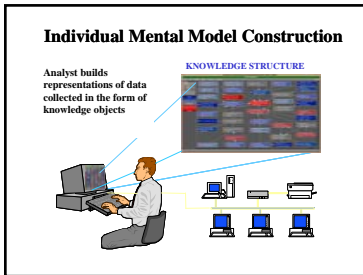 Individual Mental Model Construction
Analyst builds
representations of data
collected in the form of
knowledge objects
KNOWLEDGE STRUCTURE